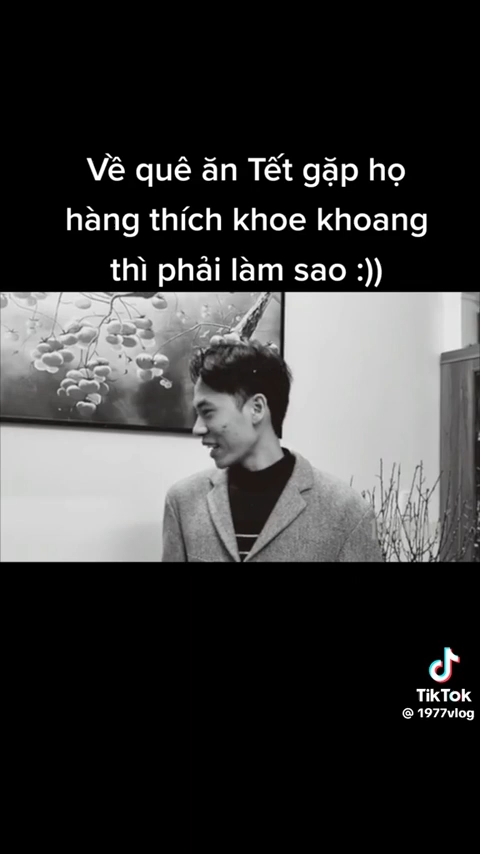 Về quê ăn Tết gặp họ
hàng thích khoe khoang
thì phải làm sao :))
TikTok
@ 1977vlog